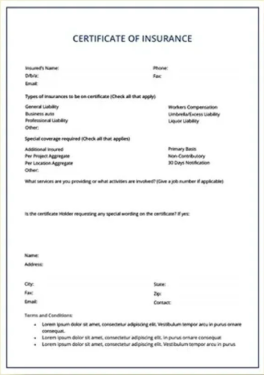 CERTIFICATE OF INSURANCE
Insured's Name: Phone:
D/b/a: Fax:
Email:
Types of insurances to be on certificate (Check all that apply)
General Liability Workers Compensation
Business auto Umbrella/Excess Liability
Professional Liability Liquor Liability
Other:
Special coverage required (Check all that applies)
Additional Insured Primary Basis
Per Project Aggregate Non-Contributory
Per Location Aggregate 30 Days Notification
Other:
What services are you providing or what activities are involved? (Give a job number if applicable)
Is the certificate Holder requesting any special wording on the certificate? If yes:
Name:
Address:
City: State:
Fax: Zip:
Email: Contact:
Terms and Conditions:
• Lorem ipsum dolor sit amet, consectetur adipiscing elit. Vestibulum tempor arcu in purus ornare
consequat.
• Lorem ipsum dolor sit amet, consectetur adipiscing elit. in purus ornare consequat
• Lorem ipsum dolor sit amet, consectetur adipiscing elit. Vestibulum tempor arcu in purus